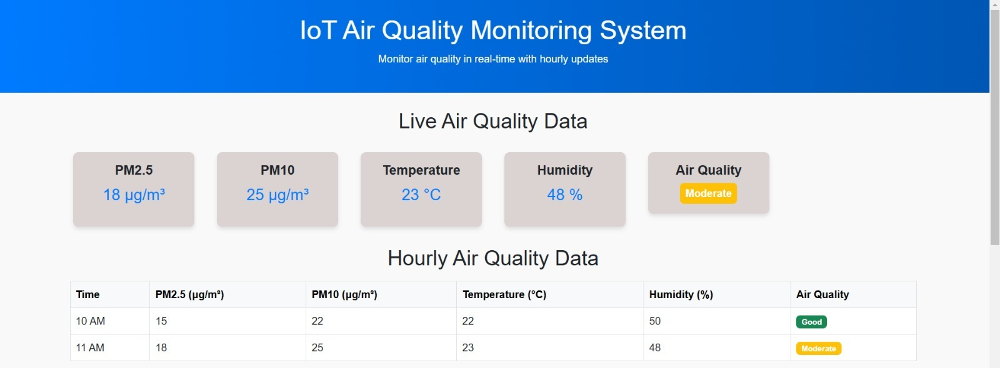 IoT Air Quality Monitoring System
Monitor air quality in real-time with hourly updates
Live Air Quality Data
PM2.5 PM10 Temperature Humidity Air Quality
18 µg/m³ 25 µg/m³ 23 °C 48 % Moderate
Hourly Air Quality Data
Time PM2.5 (µg/m³) PM10 (µg/m³) Temperature (°C) Humidity (%) Air Quality
10 AM 15 22 22 50 Good
11 AM 18 25 23 48 Moderate